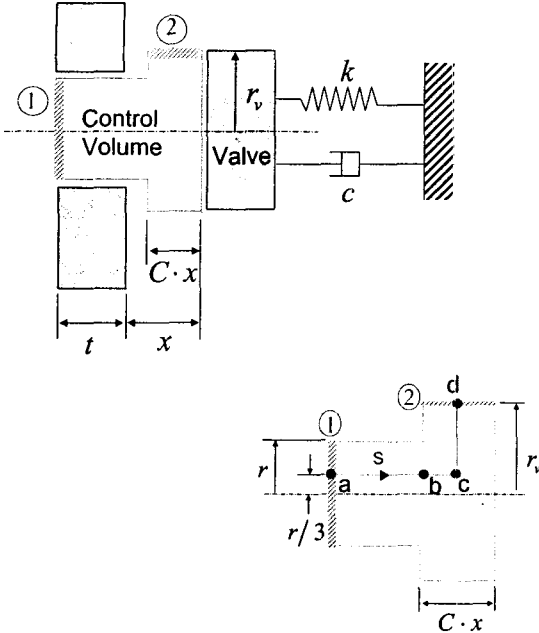 ②
①
Control
Volume
r_v
Valve
k
c
C · x
t
x
②
d
①
r
s
a
b
c
r_v
r/3
C · x